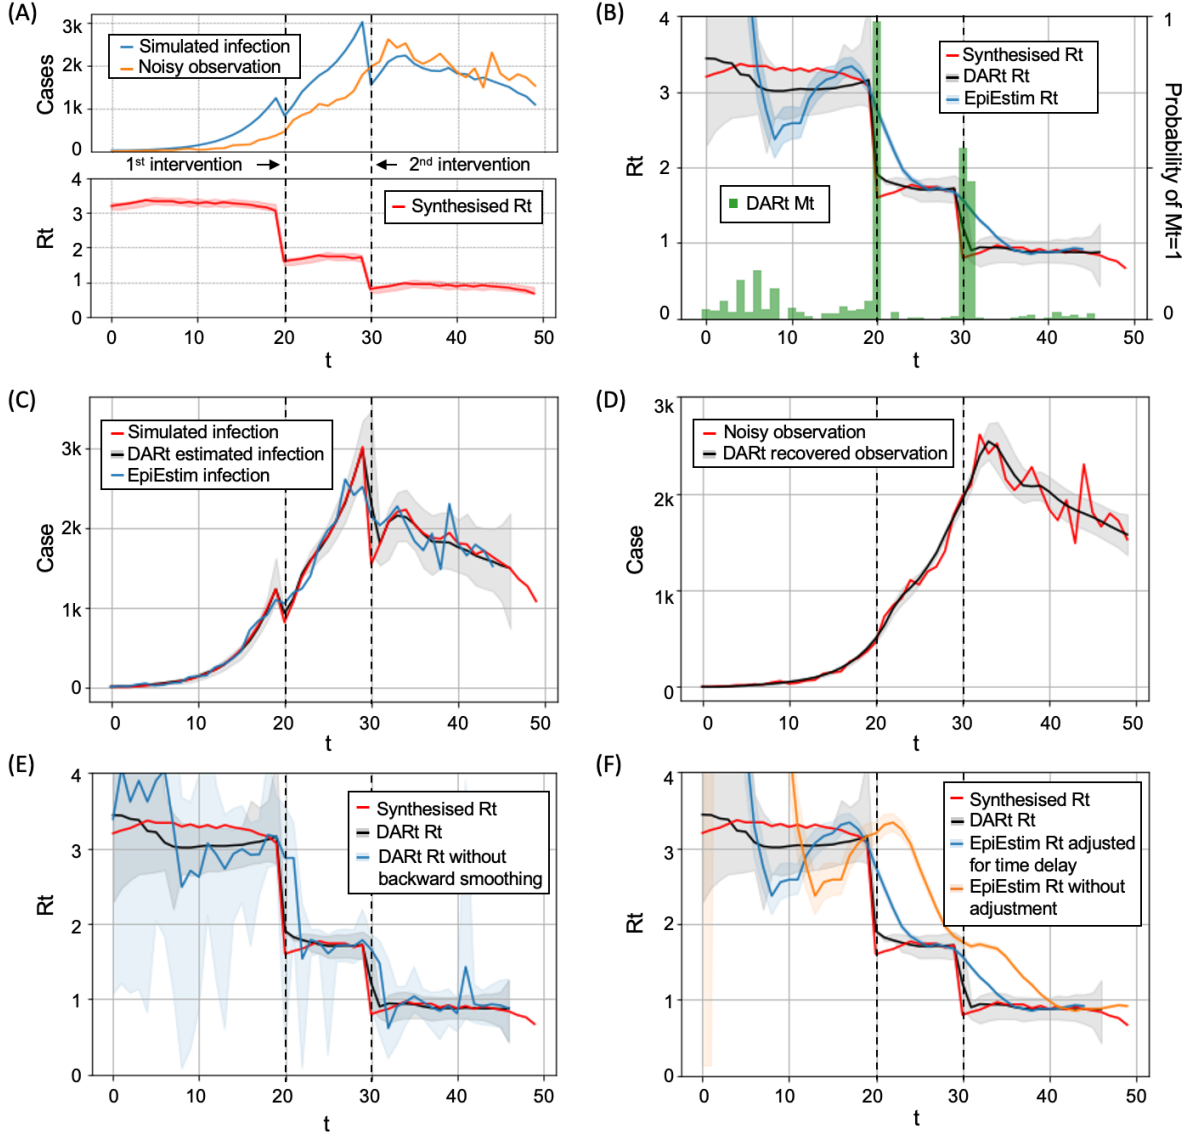 (A)
3k
2k
1k
0
Cases
Simulated infection
Noisy observation
1st intervention
2nd intervention
4
3
2
1
0
Rt
Synthesised Rt
0 10 20 30 40 50
t
(B)
4
3
2
1
0
Rt
1
0
Probability of Mt=1
Synthesised Rt
DARt Rt
EpiEstim Rt
DARt Mt
0 10 20 30 40 50
t
(C)
3k
2k
1k
0
Case
Simulated infection
DARt estimated infection
EpiEstim infection
0 10 20 30 40 50
t
(D)
3k
2k
1k
0
Case
Noisy observation
DARt recovered observation
0 10 20 30 40 50
t
(E)
4
3
2
1
0
Rt
Synthesised Rt
DARt Rt
DARt Rt without
backward smoothing
0 10 20 30 40 50
t
(F)
4
3
2
1
0
Rt
Synthesised Rt
DARt Rt
EpiEstim Rt adjusted
for time delay
EpiEstim Rt without
adjustment
0 10 20 30 40 50
t